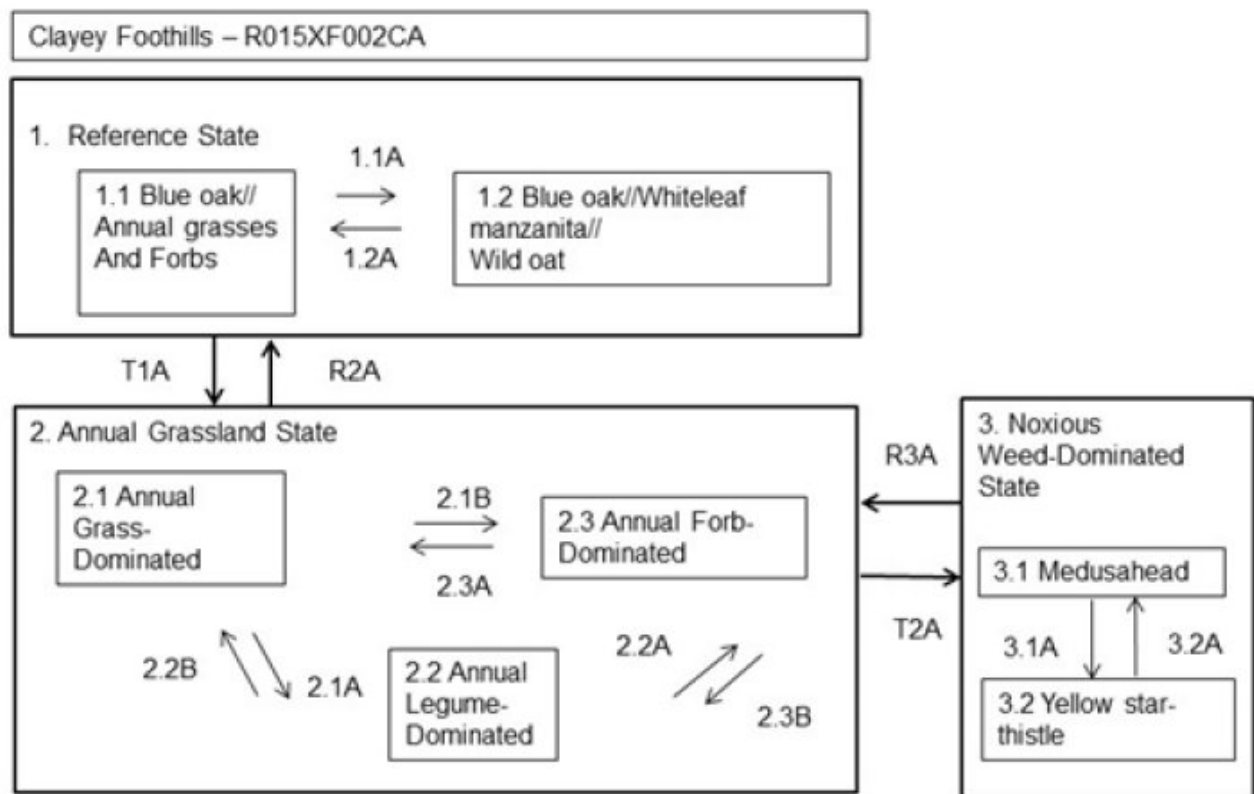 Clayey Foothills – R015XF002CA
1. Reference State
1.1A
1.1 Blue oak//
Annual grasses
And Forbs
1.2 Blue oak//Whiteleaf
manzanita//
Wild oat
1.2A
T1A
R2A
2. Annual Grassland State
2.1 Annual
Grass-
Dominated
2.1B
2.3 Annual Forb-
Dominated
2.3A
2.2B
2.1A
2.2 Annual
Legume-
Dominated
2.2A
2.3B
R3A
T2A
3. Noxious
Weed-Dominated
State
3.1 Medusahead
3.1A
3.2A
3.2 Yellow star-
thistle